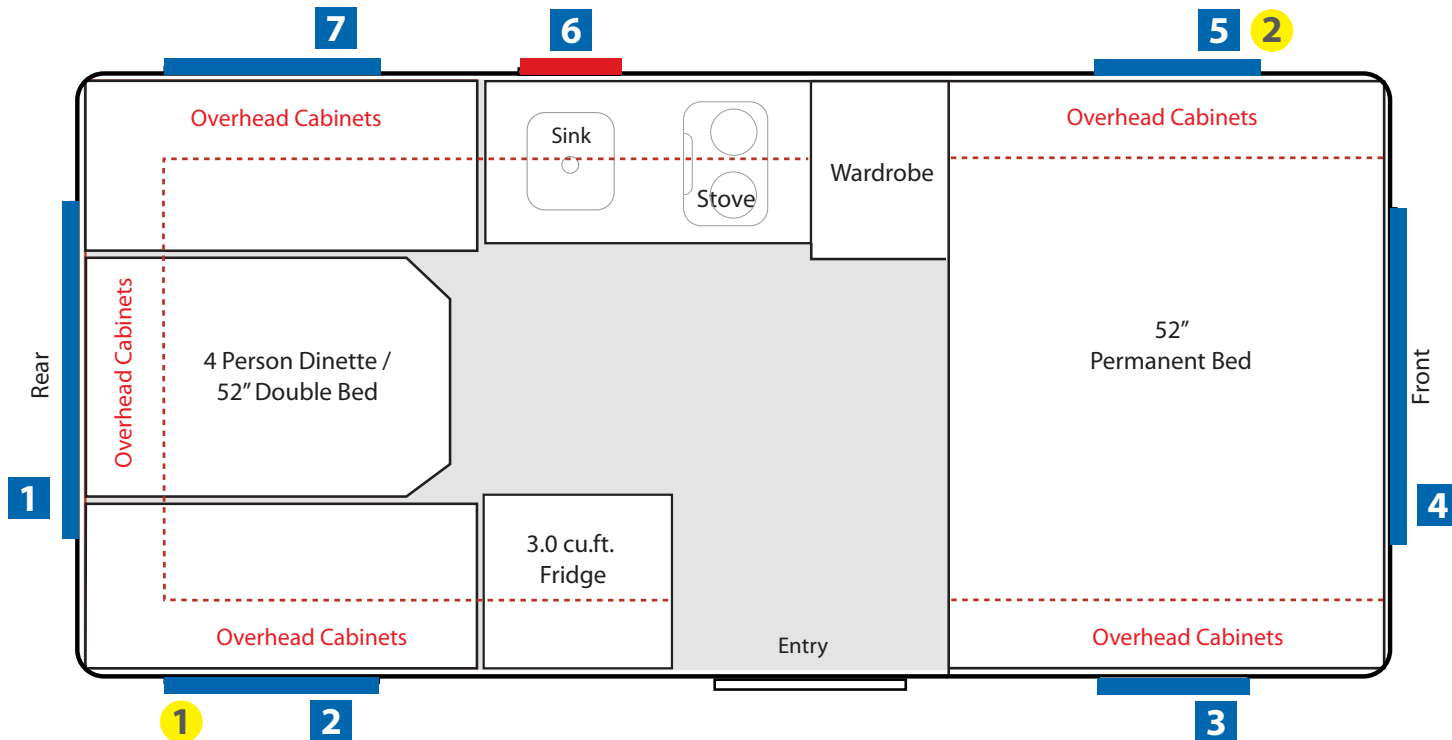 7
6
5
2
Overhead Cabinets
Sink
Stove
Wardrobe
Overhead Cabinets
Rear
Overhead Cabinets
4 Person Dinette /
52” Double Bed
52”
Permanent Bed
Front
1
4
3.0 cu.ft.
Fridge
Overhead Cabinets
Entry
Overhead Cabinets
1
2
3